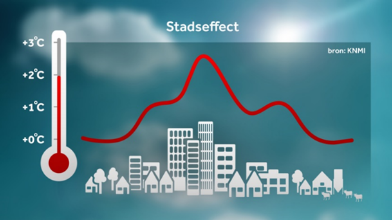 Stadseffect
bron: KNMI
+3°C
+2°C
+1°C
+0°C